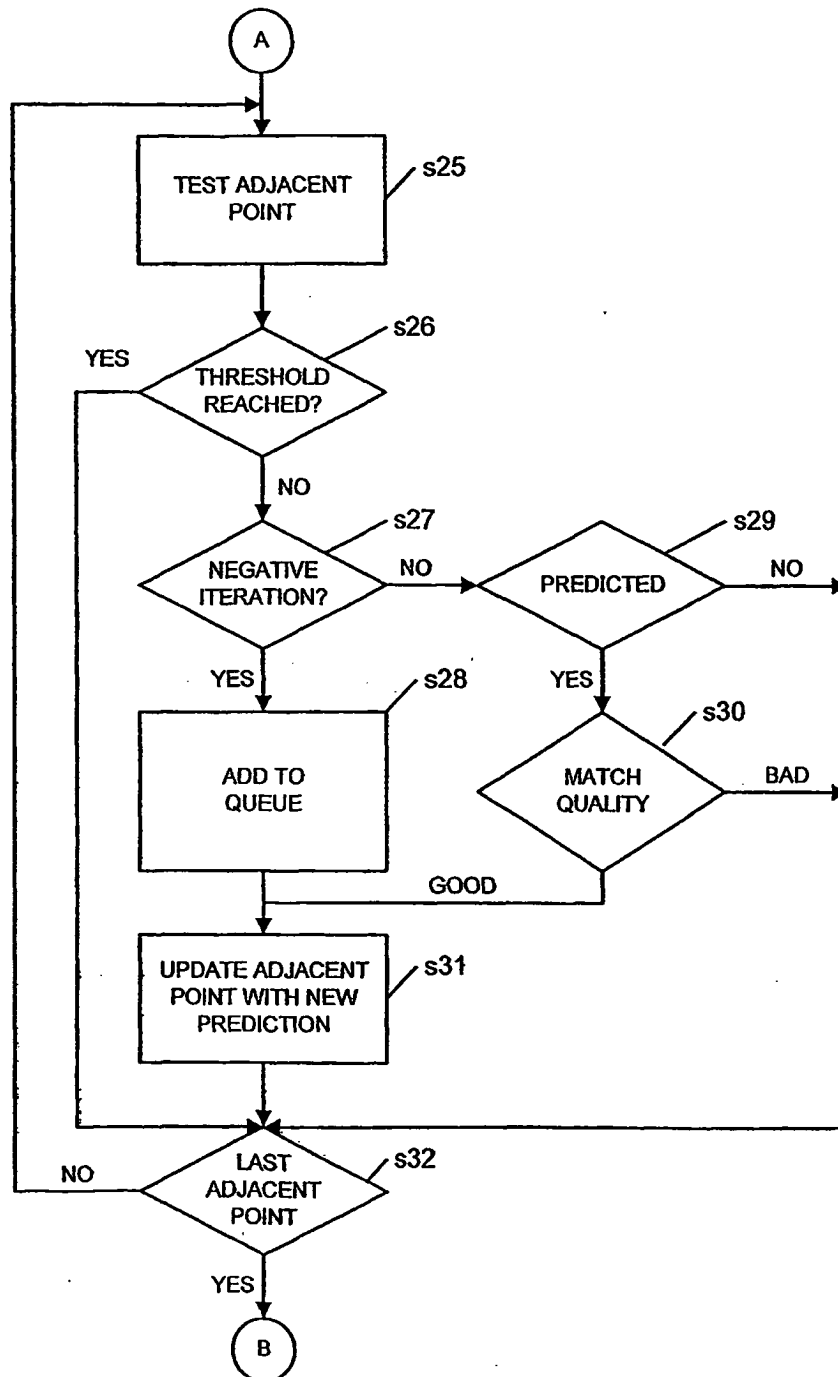 A
TEST ADJACENT
POINT
s25
s26
YES
THRESHOLD
REACHED?
NO
s27
s29
NEGATIVE
ITERATION?
NO
PREDICTED
NO
YES
s28
YES
s30
ADD TO
QUEUE
MATCH
QUALITY
BAD
GOOD
UPDATE ADJACENT
POINT WITH NEW
PREDICTION
s31
NO
LAST
ADJACENT
POINT
s32
YES
B